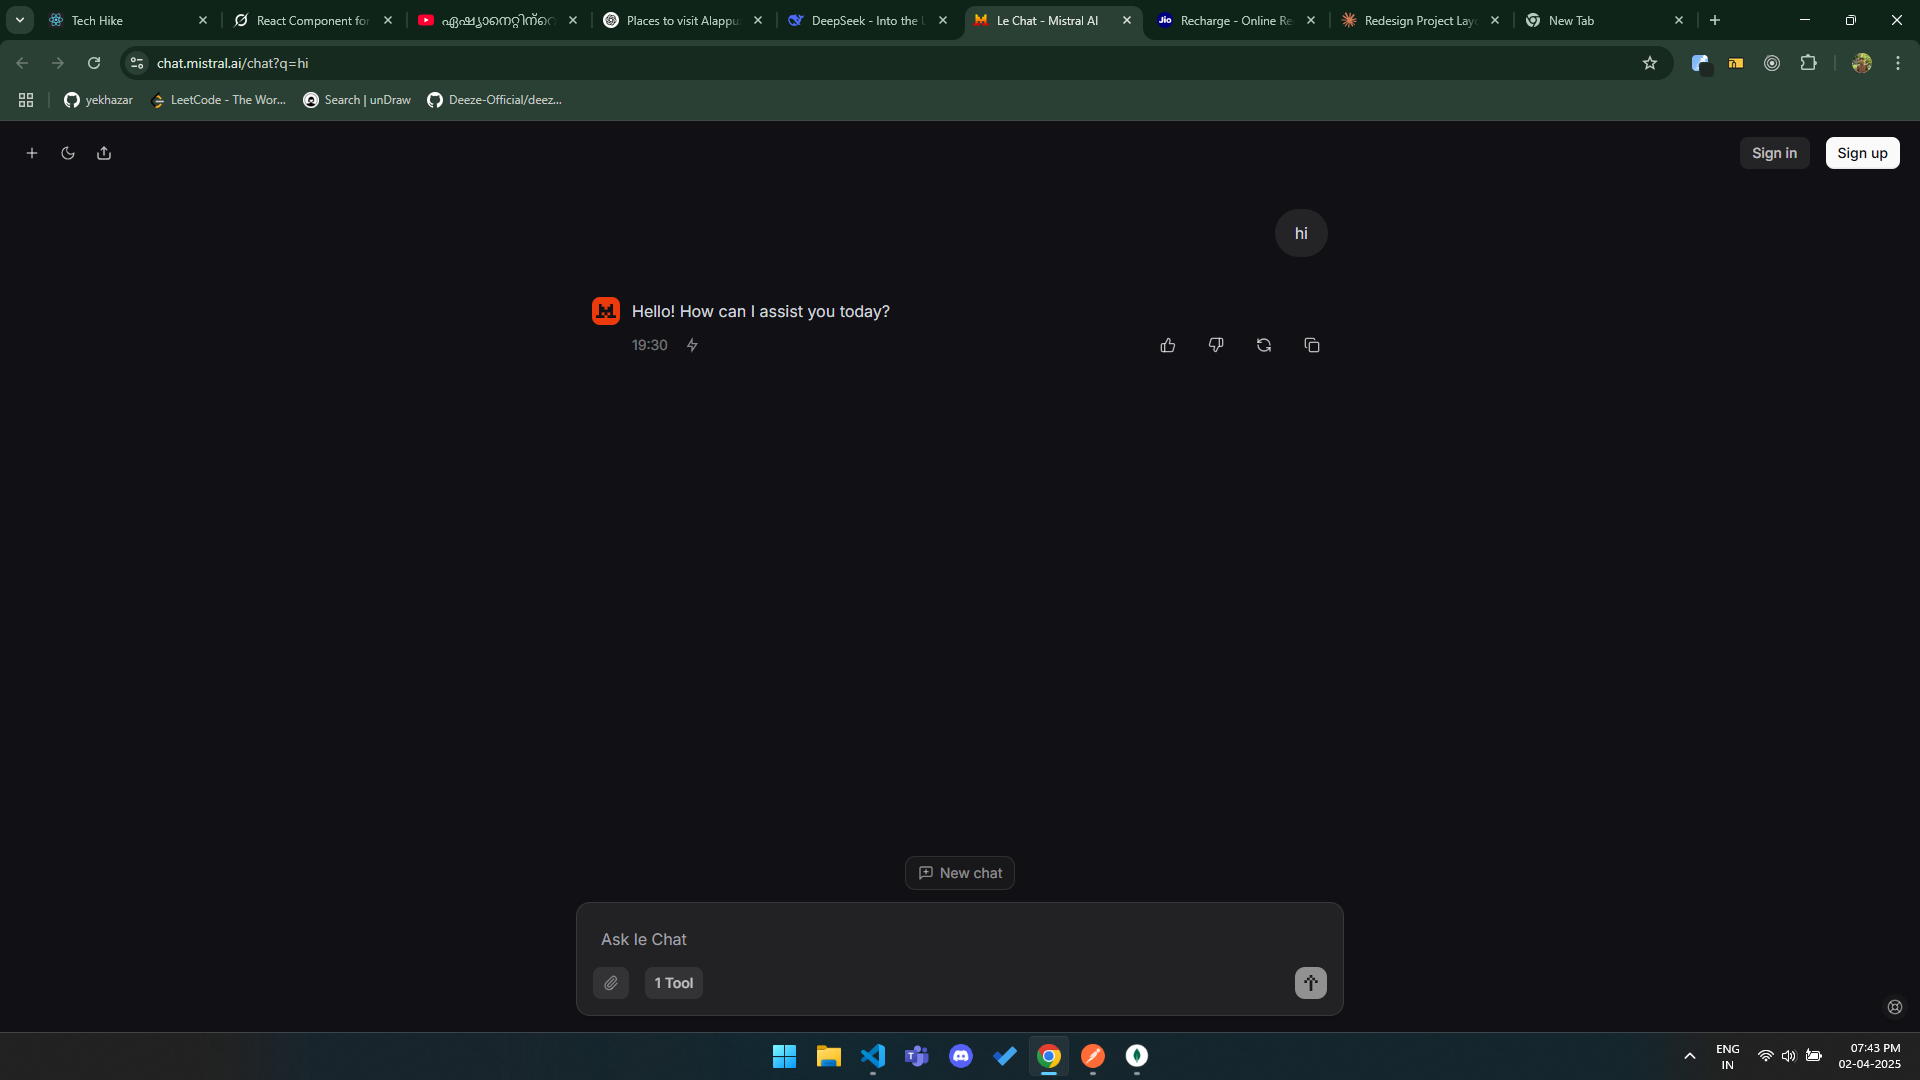 Tech Hike
React Component for
ഏഷ്യാനെറ്റിന്റെ
Places to visit Alappu
DeepSeek - Into the
Le Chat - Mistral AI
Jio
Recharge - Online Re
Redesign Project Layo
New Tab
chat.mistral.ai/chat?q=hi
yekhazar
LeetCode - The Wor...
Search | unDraw
Deeze-Official/deez...
Sign in
Sign up
hi
Hello! How can I assist you today?
19:30
New chat
Ask le Chat
1 Tool
ENG
IN
07:43 PM
02-04-2025